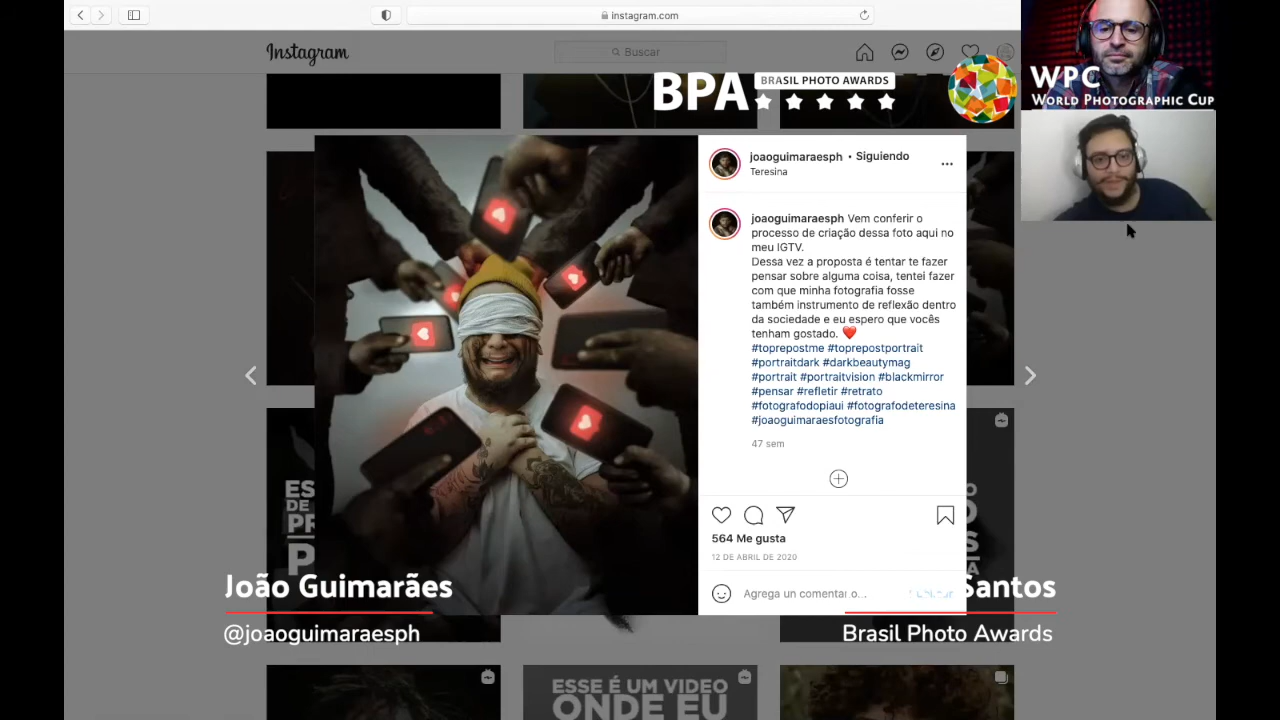 instagram.com
Instagram
Buscar
BPA BRASIL PHOTO AWARDS
WPC
WORLD PHOTOGRAPHIC CUP
joaoguimaraesph • Siguiendo
Teresina
joaoguimaraesph Vem conferir o
processo de criação dessa foto aqui no
meu IGTV.
Dessa vez a proposta é tentar te fazer
pensar sobre alguma coisa, tentei fazer
com que minha fotografia fosse
também instrumento de reflexão dentro
da sociedade e eu espero que vocês
tenham gostado. ❤️
#toprepostme #toprepostportrait
#portraitdark #darkbeautymag
#portrait #portraitvision #blackmirror
#pensar #refletir #retrato
#fotografodopiaui #fotografodeteresina
#joaoguimaraesfotografia
47 sem
564 Me gusta
12 DE ABRIL DE 2020
Agrega un comentario...
João Guimarães
@joaoguimaraesph
Santos
Brasil Photo Awards
ESSE É UM VIDEO
ONDE EU